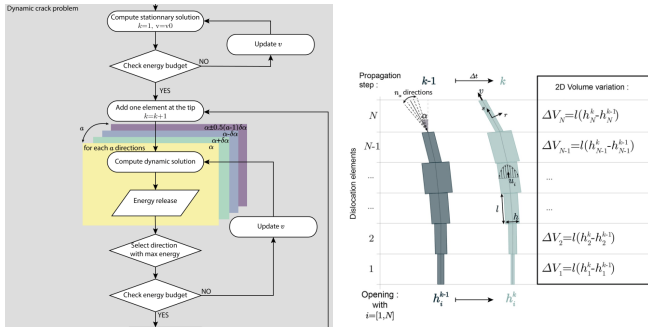 Dynamic crack problem
Compute stationnary solution
k=1, v=v0
Update v
Check energy budget
NO
YES
Add one element at the tip
k=k+1
α
α±0.5(α-1)δα
α-δα
α+δα
α
for each α directions
Compute dynamic solution
Energy release
Update v
Select direction
with max energy
Check energy budget
NO
YES
Propagation
step :
k-1
Δt
k
2D Volume variation :
n_α directions
α
v
r
N
N-1
...
...
2
1
Dislocation elements
u_i
l
h
ΔV_N=l(h_N^k-h_N^{k-1})
ΔV_{N-1}=l(h_{N-1}^k-h_{N-1}^{k-1})
...
...
ΔV_2=l(h_2^k-h_2^{k-1})
ΔV_1=l(h_1^k-h_1^{k-1})
Opening :
with
i=[1,N]
h_i^{k-1}
h_i^k